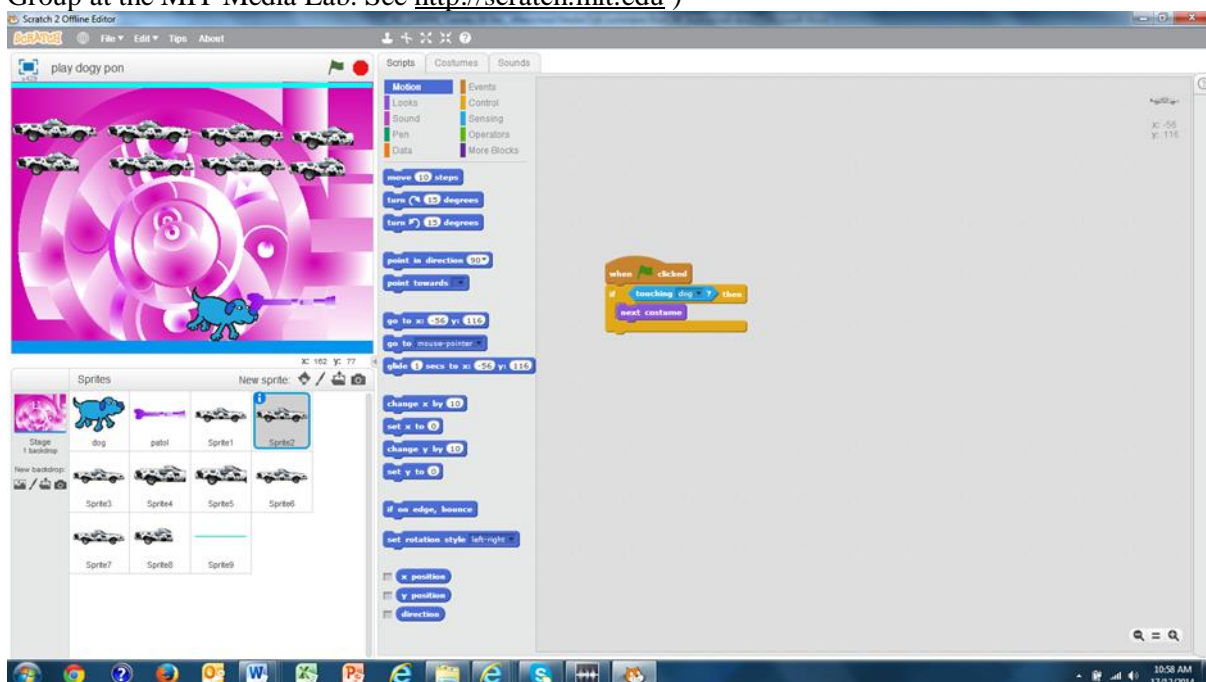 Group at the MIT Media Lab. See http://scratch.mit.edu )
Scratch 2 Offline Editor
SCRATCH File Edit Tips About
play dogy pon
v429
X: 162 y: 77
Sprites New sprite:
Stage
1 backdrop
New backdrop:
dog patol Sprite1 Sprite2
Sprite3 Sprite4 Sprite5 Sprite6
Sprite7 Sprite8 Sprite9
Scripts Costumes Sounds
Motion Events
Looks Control
Sound Sensing
Pen Operators
Data More Blocks
move 10 steps
turn 15 degrees
turn 15 degrees
point in direction 90
point towards
go to x: -56 y: 116
go to mouse-pointer
glide 1 secs to x: -56 y: 116
change x by 10
set x to 0
change y by 10
set y to 0
if on edge, bounce
set rotation style left-right
x position
y position
direction
when clicked
if touching dog ? then
next costume
x: -56
y: 116
10:58 AM
17/12/2014